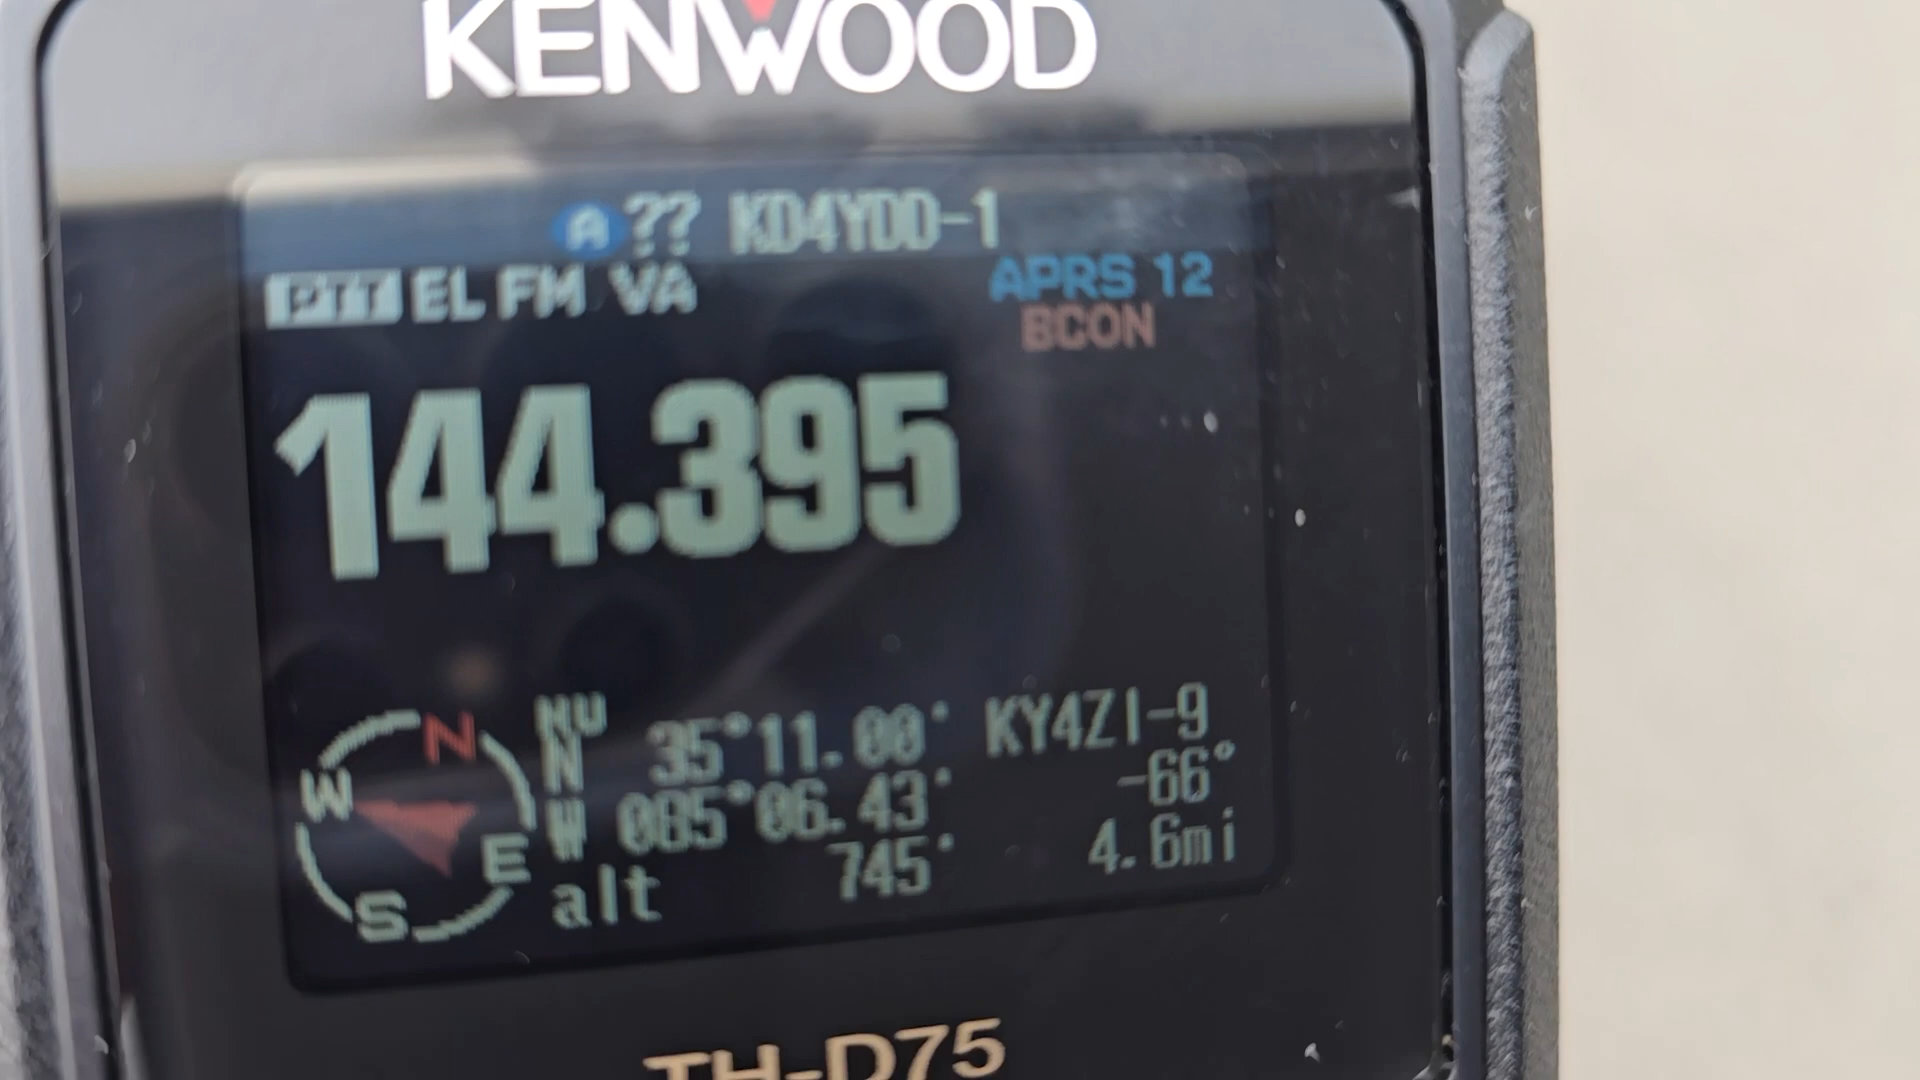 KENWOOD
A ?? KD4YDD-1
PTT EL FM VA APRS 12
BCON
144.395
N W E S
NU
N 35°11.00' KY4ZI-9
W 085°06.43' -66°
alt 745' 4.6mi
TH-D75